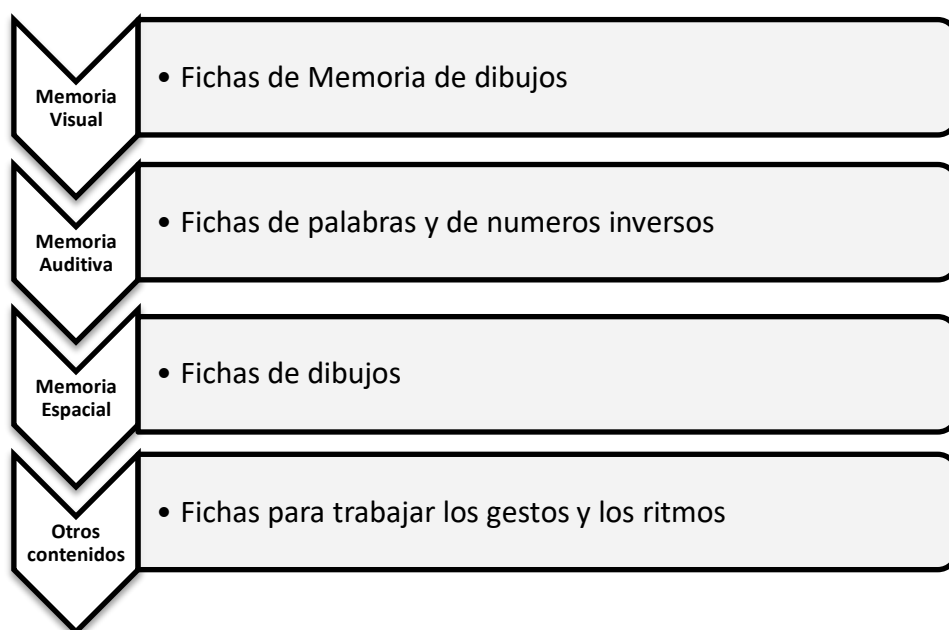 Memoria
Visual
• Fichas de Memoria de dibujos
Memoria
Auditiva
• Fichas de palabras y de numeros inversos
Memoria
Espacial
• Fichas de dibujos
Otros
contenidos
• Fichas para trabajar los gestos y los ritmos